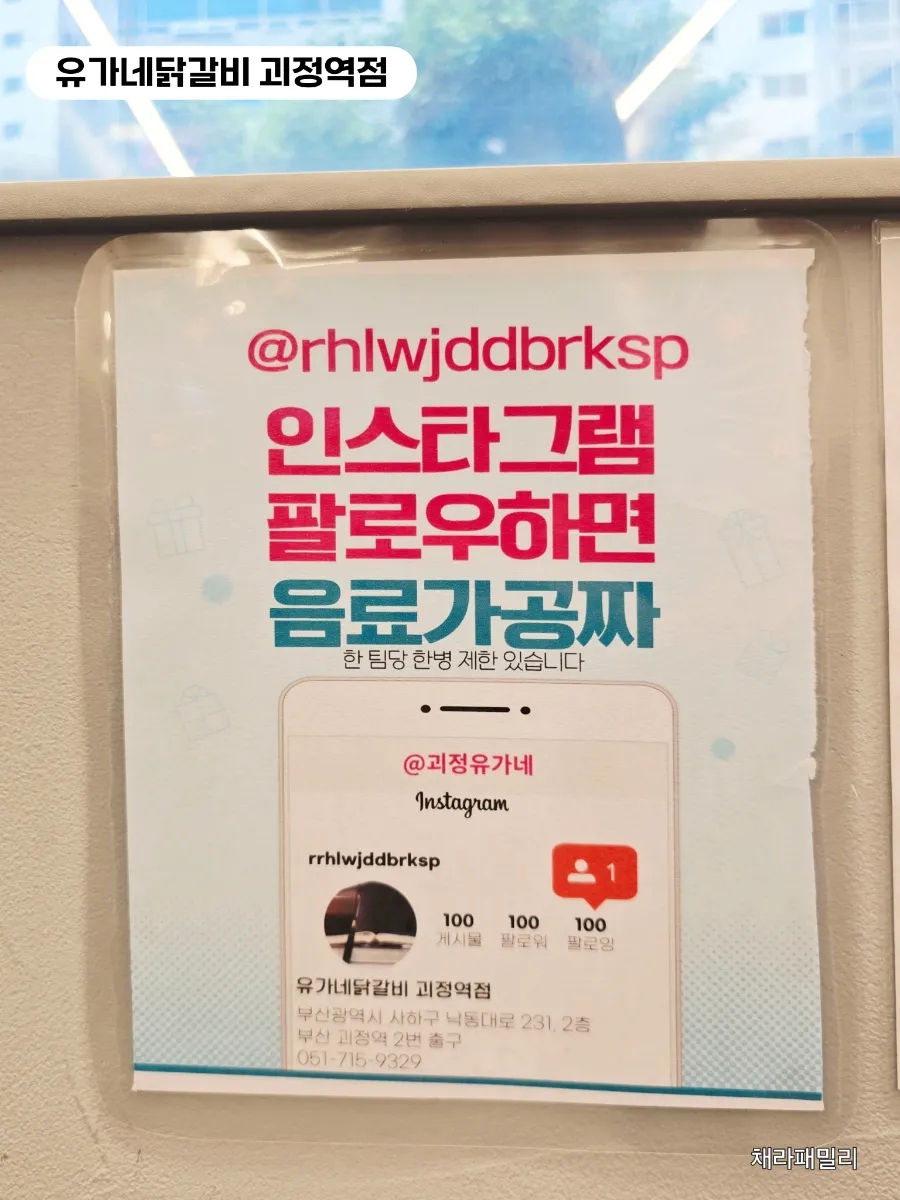 유가네닭갈비 괴정역점
@rhlwjddbrksp
인스타그램
팔로우하면
음료가공짜
한 팀당 한병 제한 있습니다
@괴정유가네
Instagram
rrhlwjddbrksp
1
100 100 100
게시물 팔로워 팔로잉
유가네닭갈비 괴정역점
부산광역시 사하구 낙동대로 231, 2층
부산 괴정역 2번 출구
051-715-9329
채라패밀리